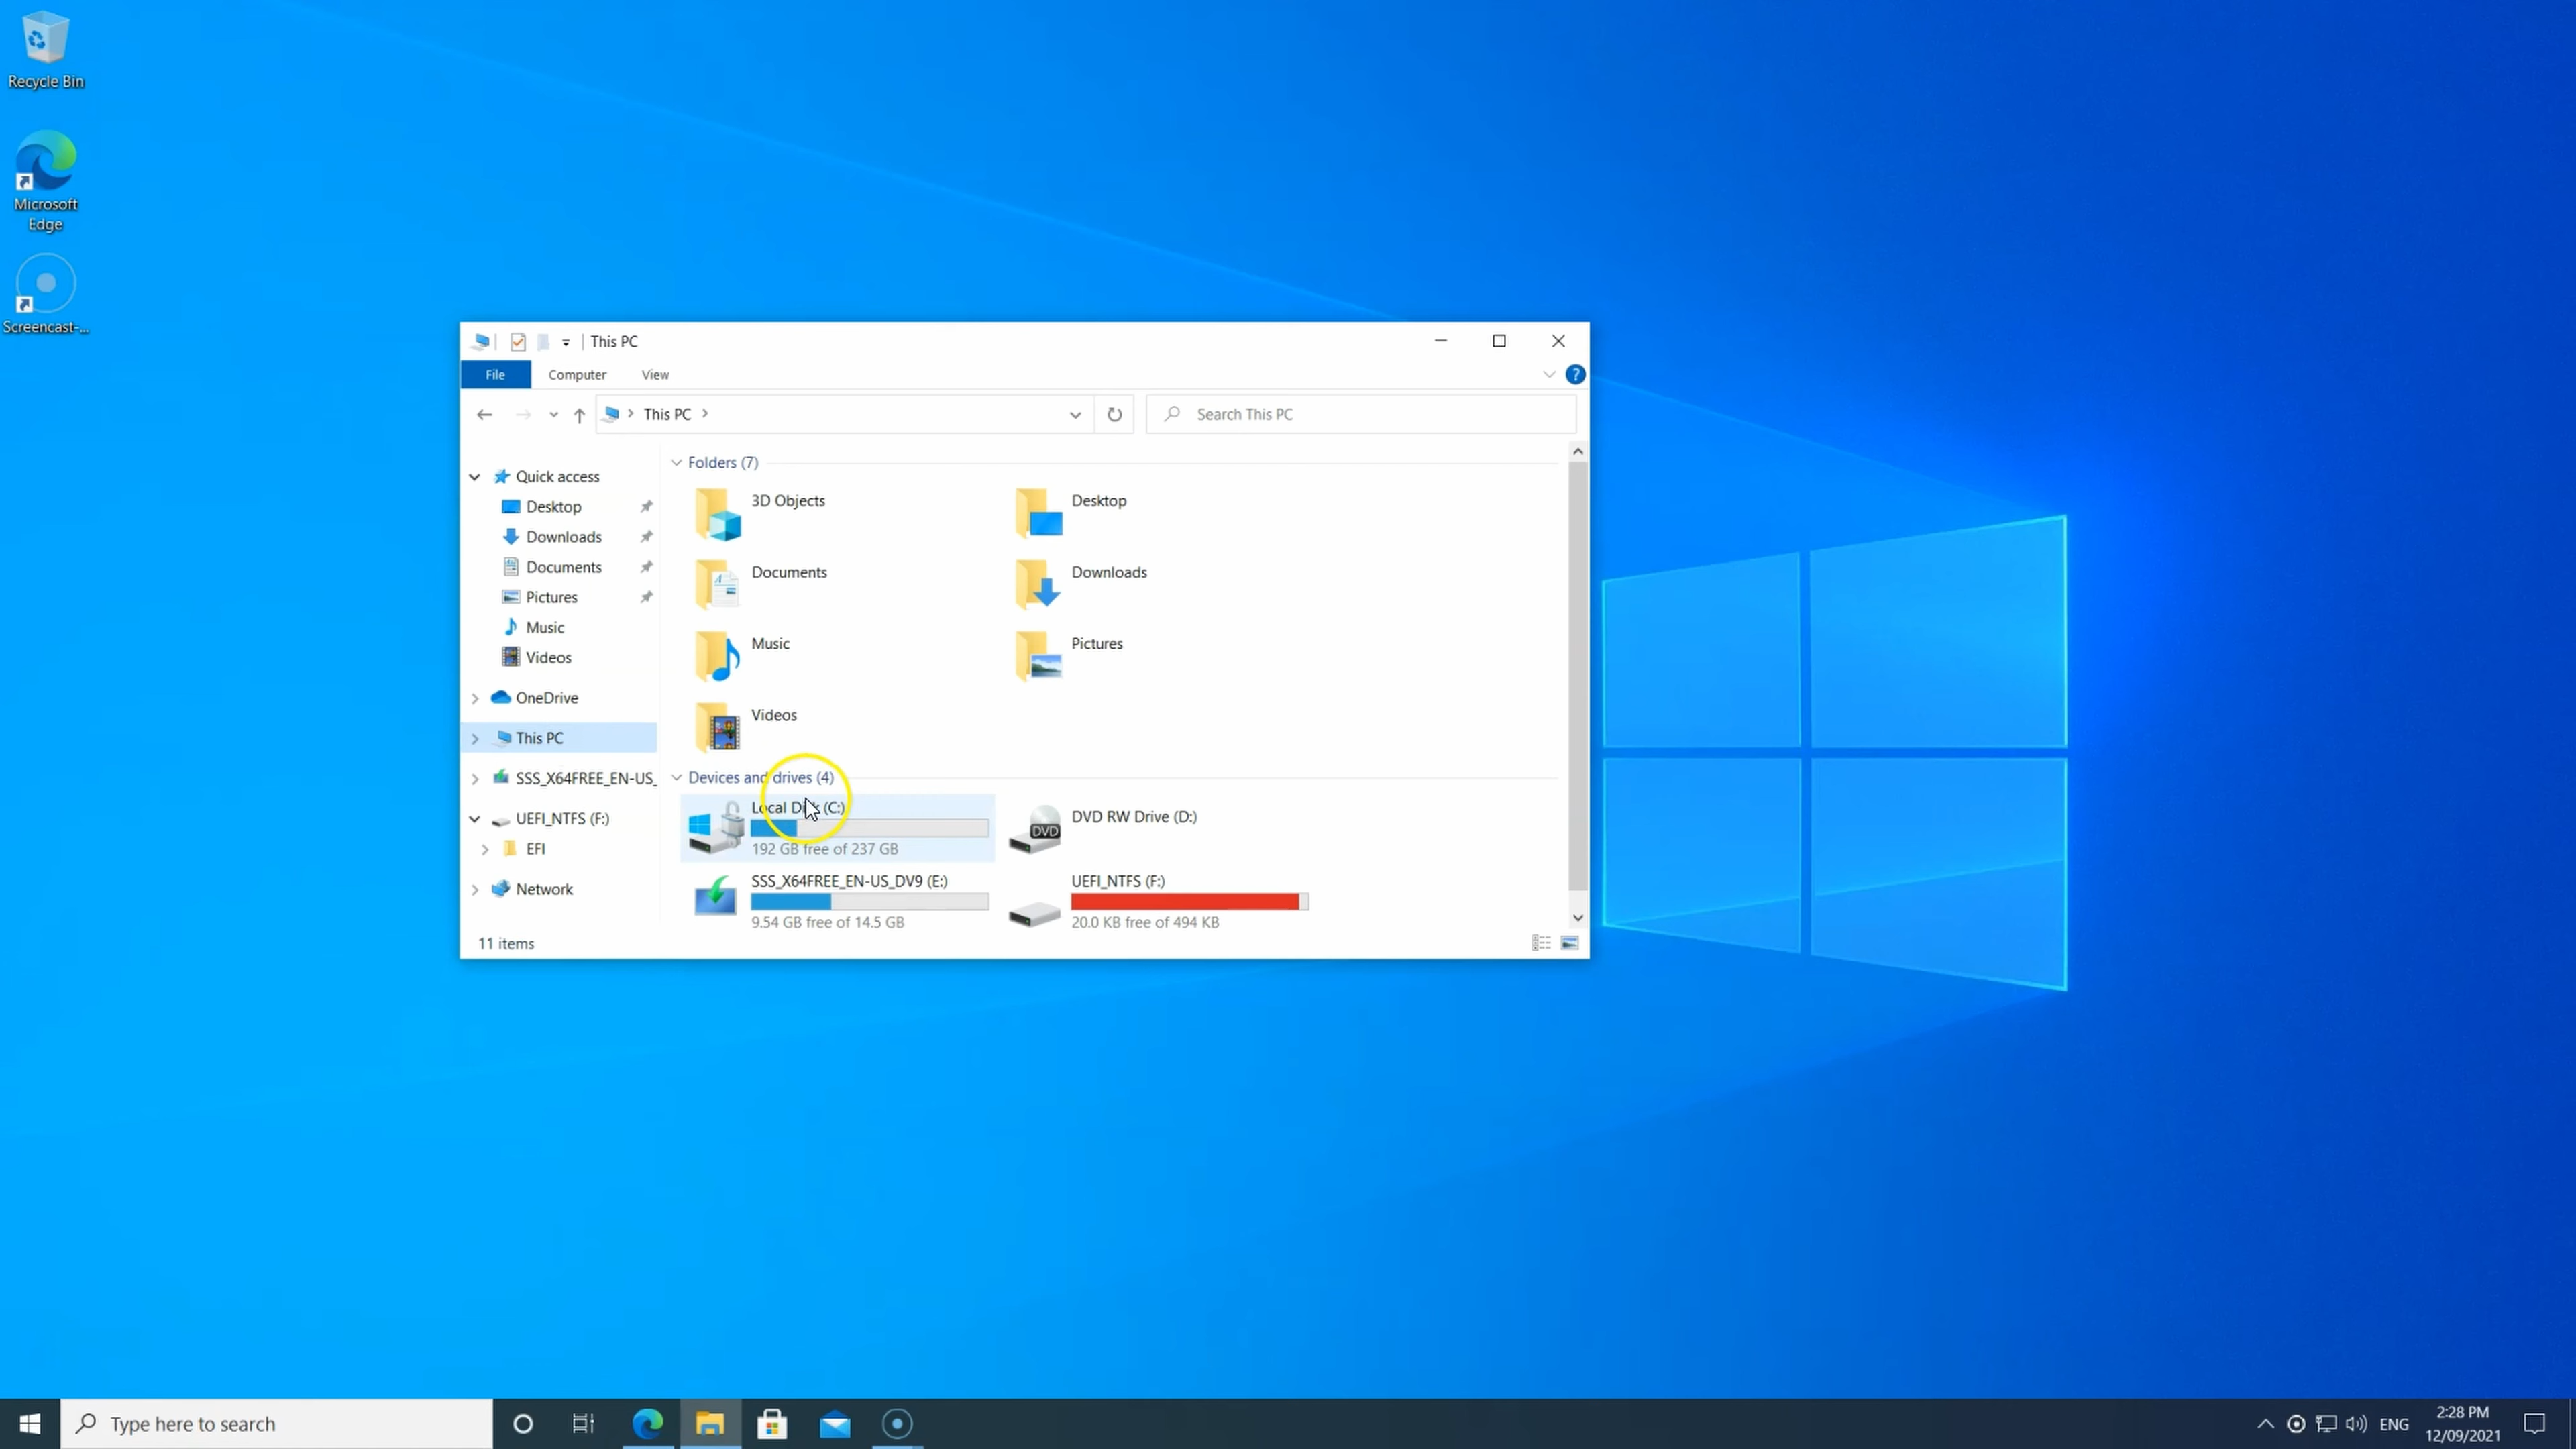 Recycle Bin
Microsoft
Edge
Screencast-...
This PC
File Computer View
This PC
Search This PC
Quick access
Desktop
Downloads
Documents
Pictures
Music
Videos
OneDrive
This PC
SSS_X64FREE_EN-US_
UEFI_NTFS (F:)
EFI
Network
Folders (7)
3D Objects
Desktop
Documents
Downloads
Music
Pictures
Videos
Devices and drives (4)
Local Disk (C:)
192 GB free of 237 GB
DVD RW Drive (D:)
DVD
SSS_X64FREE_EN-US_DV9 (E:)
9.54 GB free of 14.5 GB
UEFI_NTFS (F:)
20.0 KB free of 494 KB
11 items
Type here to search
ENG
2:28 PM
12/09/2021